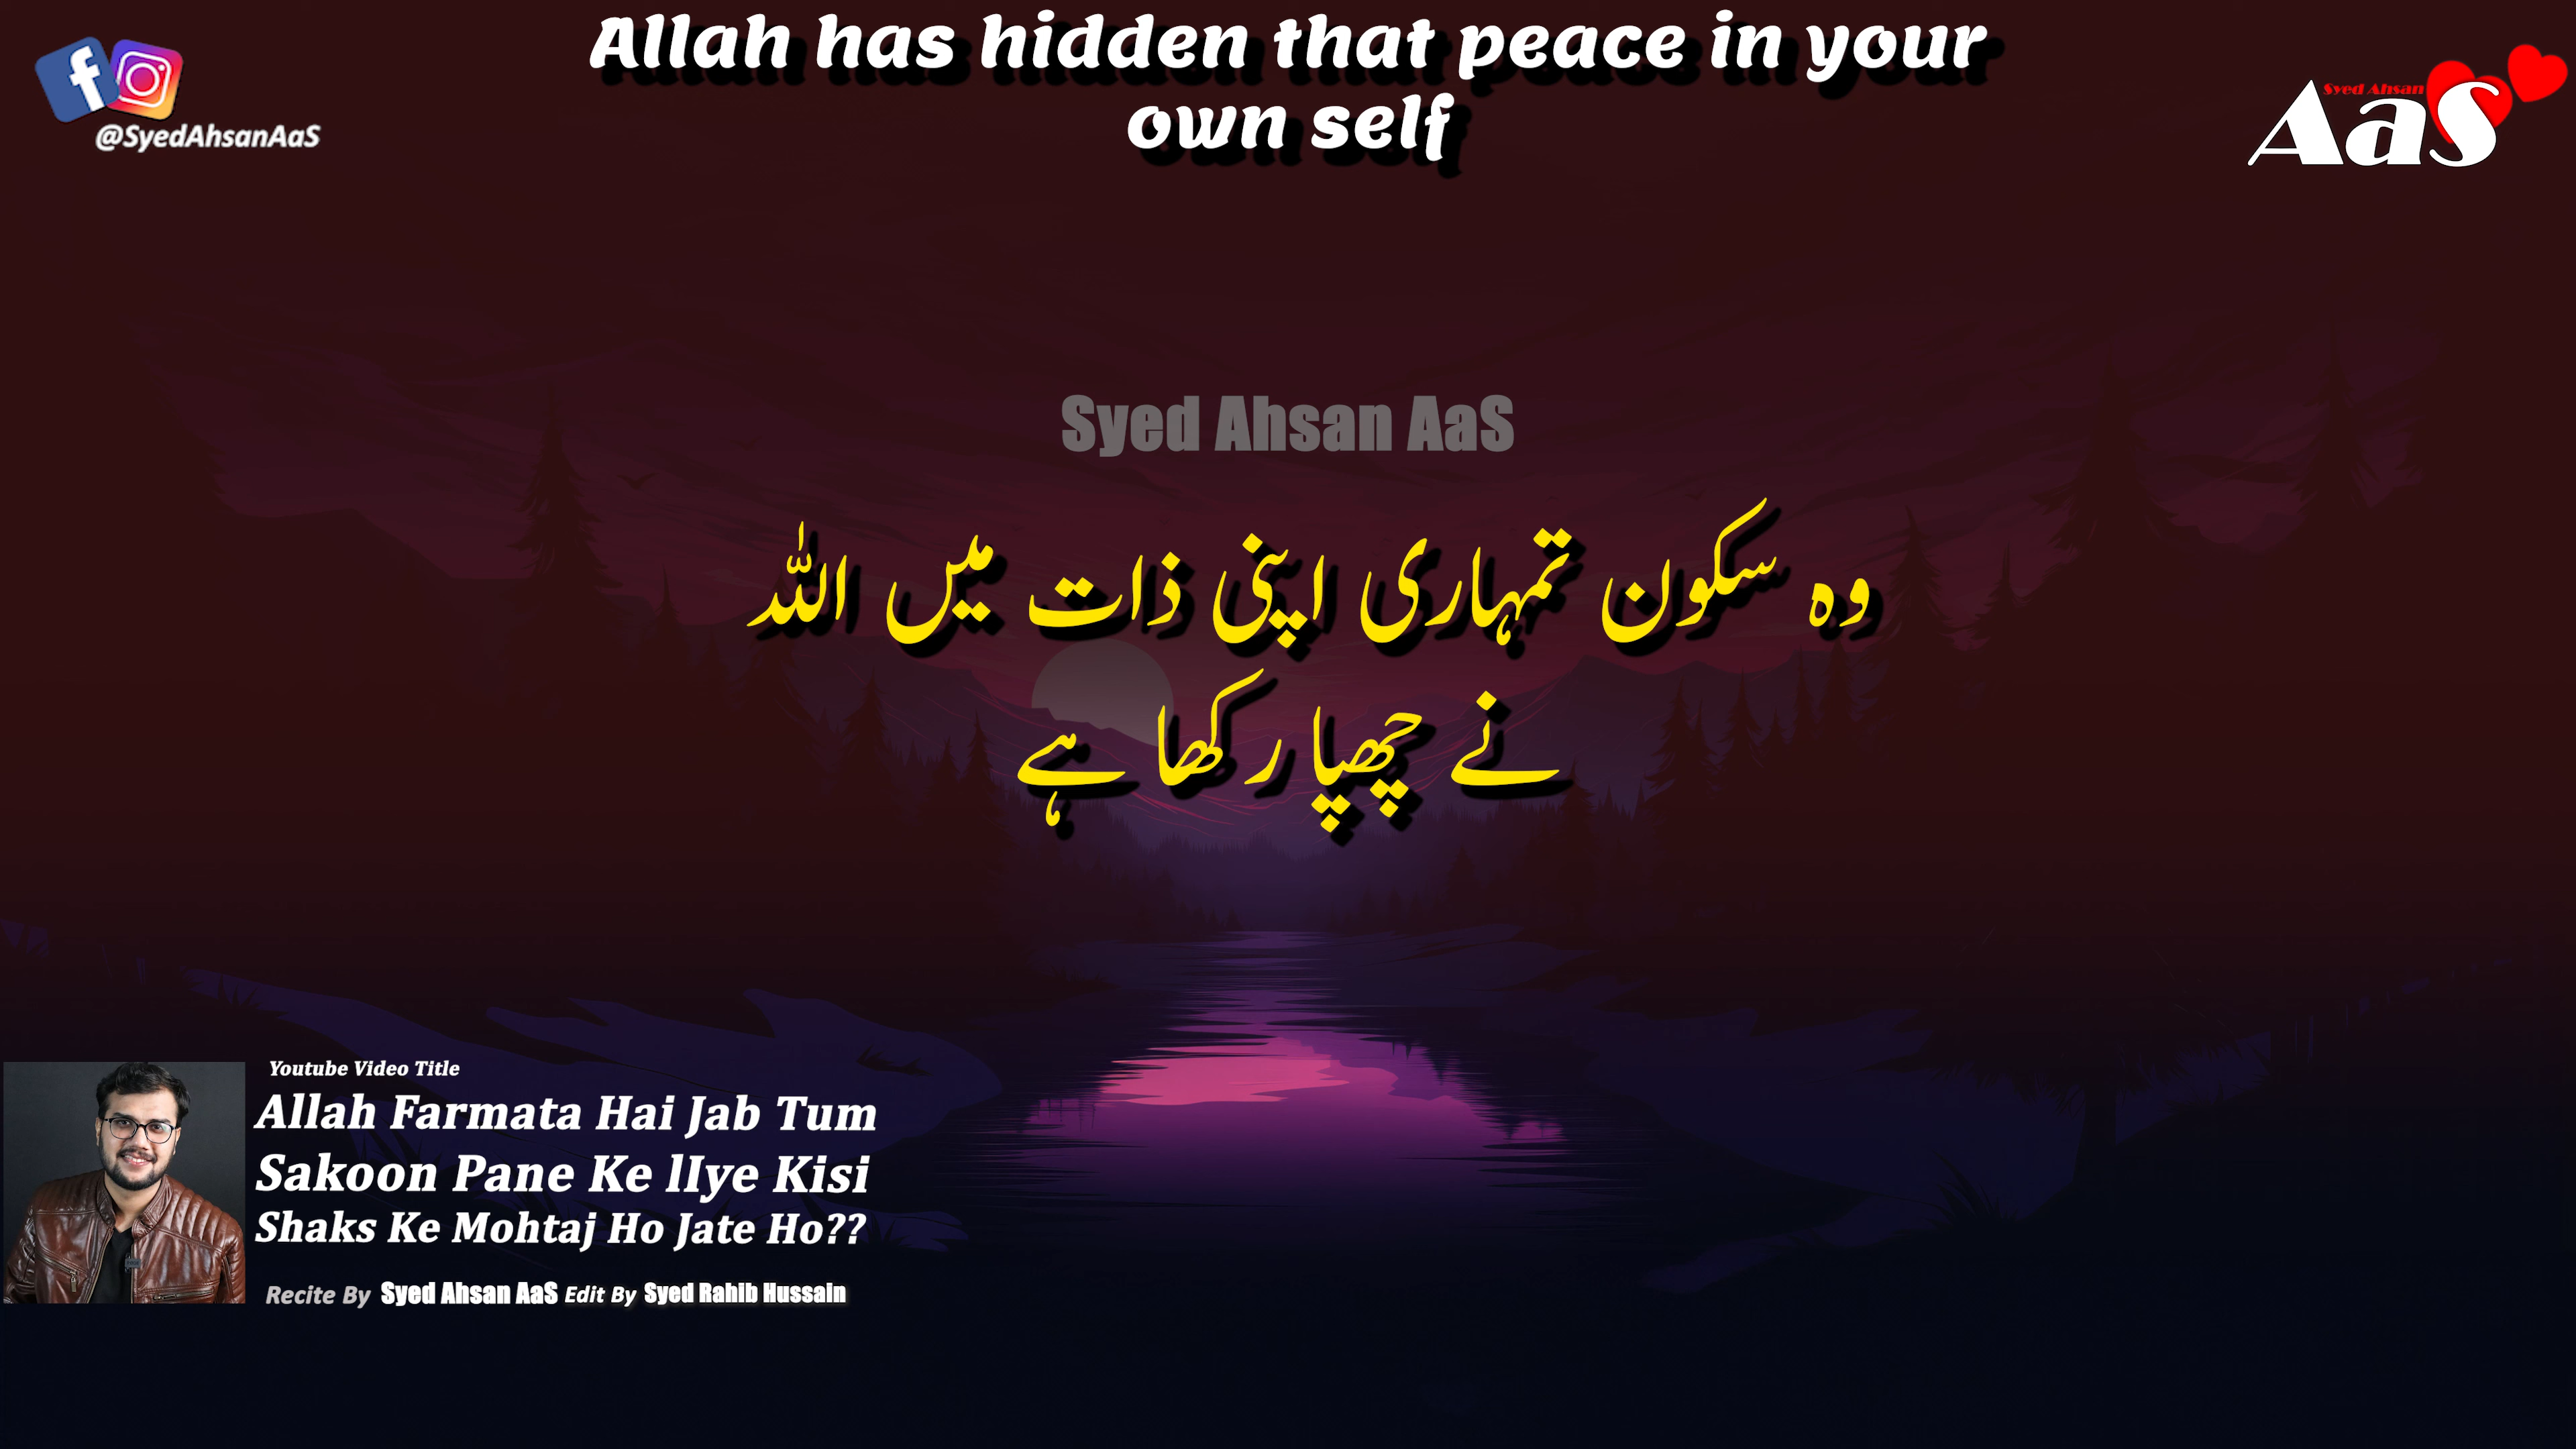 Allah has hidden that peace in your
own self
@SyedAhsanAaS
Syed Ahsan
AaS
Syed Ahsan AaS
وہ سکون تمہاری اپنی ذات میں اللہ
نے چھپا رکھا ہے
Youtube Video Title
Allah Farmata Hai Jab Tum
Sakoon Pane Ke lIye Kisi
Shaks Ke Mohtaj Ho Jate Ho??
Recite By Syed Ahsan AaS Edit By Syed Rahib Hussain